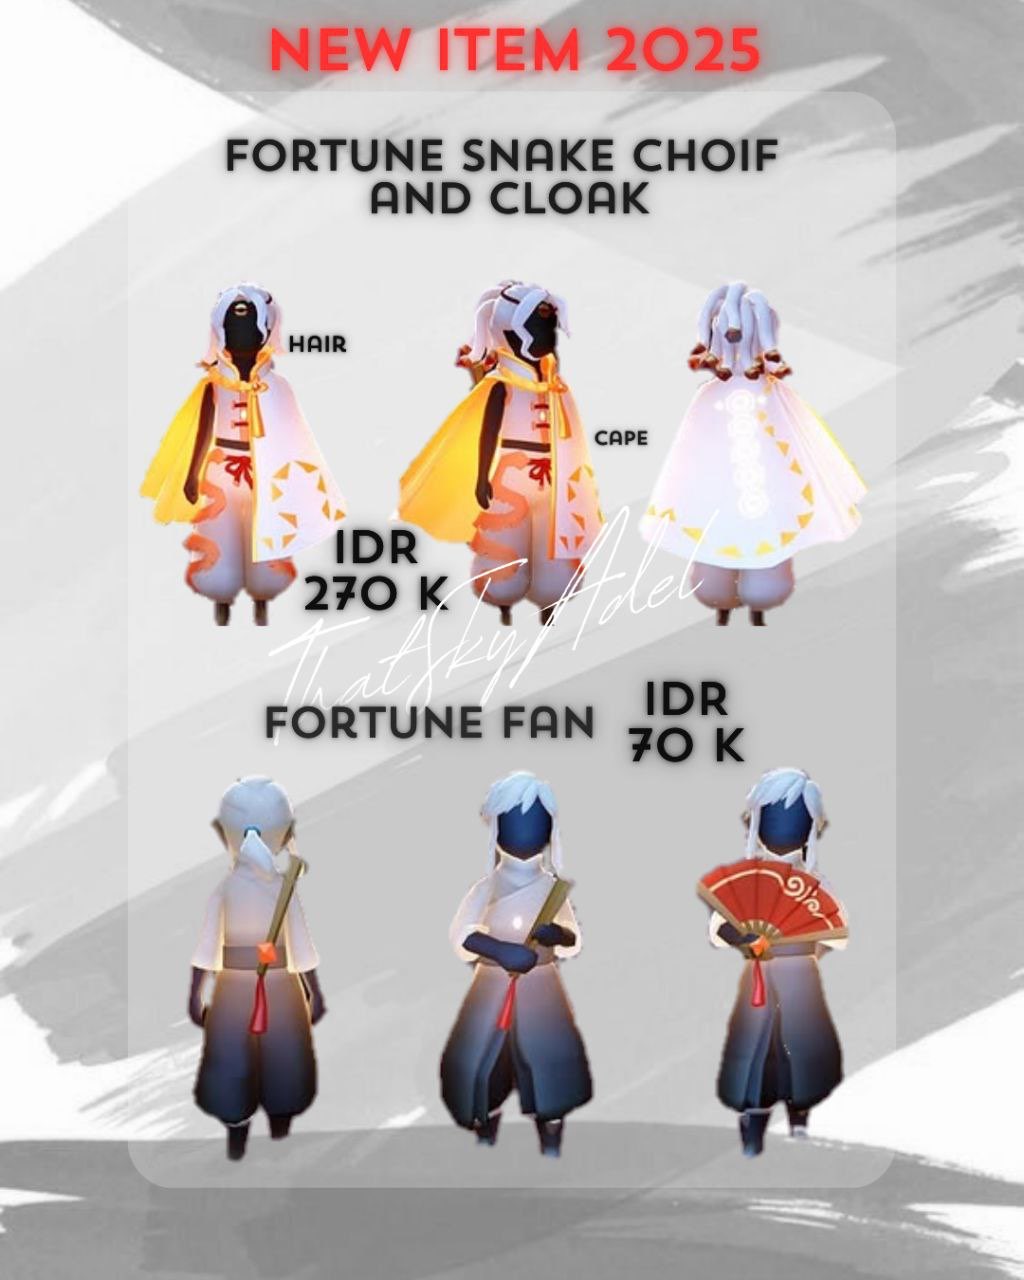 NEW ITEM 2025
FORTUNE SNAKE CHOIF
AND CLOAK
HAIR
CAPE
IDR
270 K
ThatSkyAdel
FORTUNE FAN
IDR
70 K